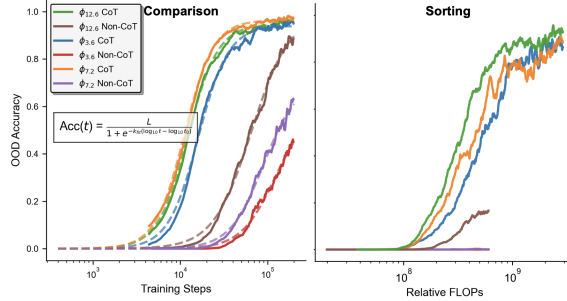 Comparison
Sorting
ϕ12.6 CoT
ϕ12.6 Non-CoT
ϕ3.6 CoT
ϕ3.6 Non-CoT
ϕ7.2 CoT
ϕ7.2 Non-CoT
Acc(t) = L / (1 + e^{-k_fit(log10 t − log10 t0)})
OOD Accuracy
1.0
0.8
0.6
0.4
0.2
0.0
10^3
10^4
10^5
Training Steps
10^8
10^9
Relative FLOPs